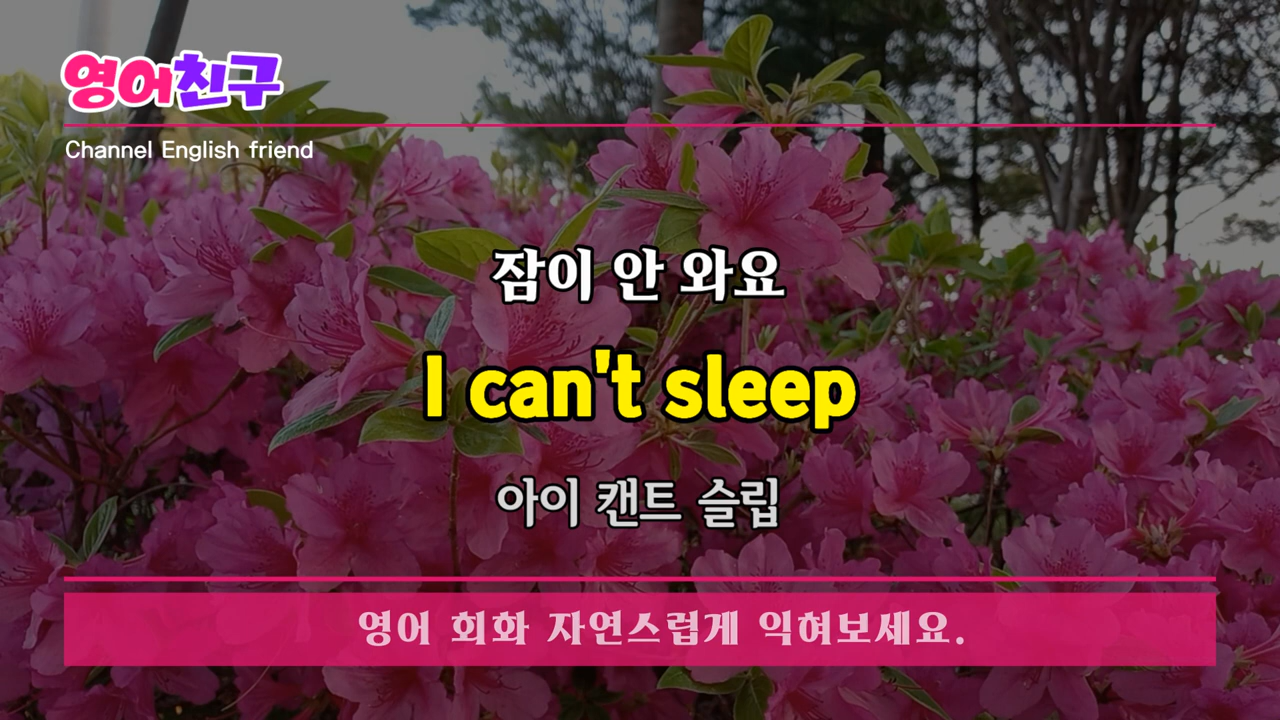 영어친구
Channel English friend
잠이 안 와요
I can't sleep
아이 캔트 슬립
영어 회화 자연스럽게 익혀보세요.